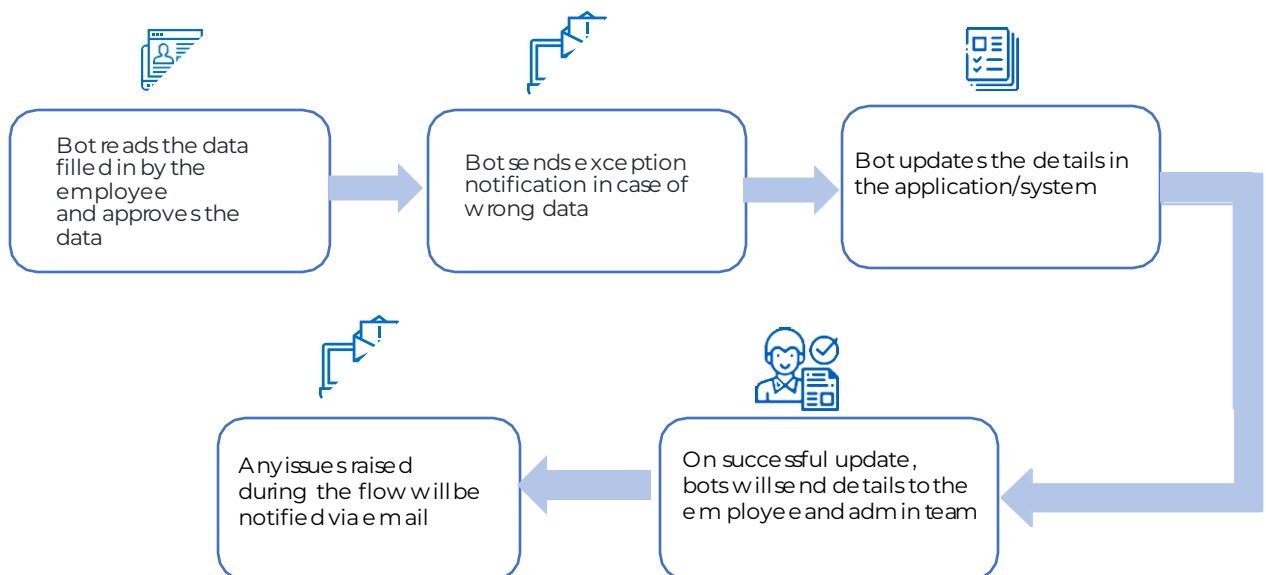 Bot reads the data
filled in by the
employee
and approves the
data
Bot sends exception
notification in case of
wrong data
Bot updates the details in
the application/system
On successful update,
bots will send details to the
employee and admin team
Any issues raised
during the flow will be
notified via email